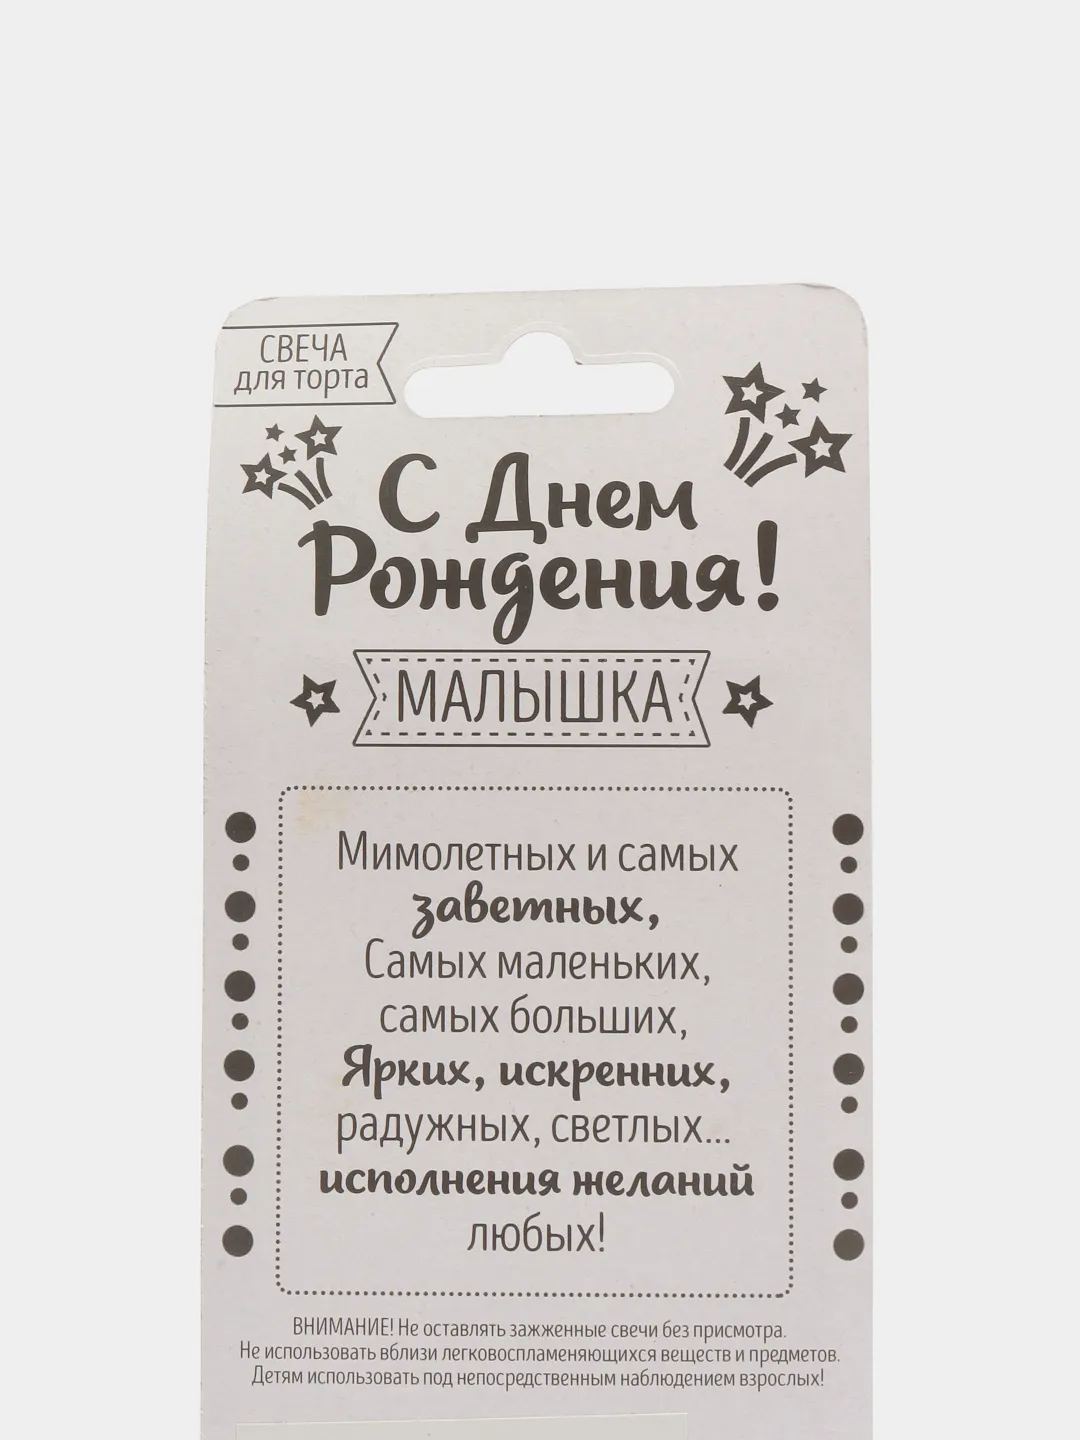 СВЕЧА
для торта
С Днем
Рождения!
МАЛЫШКА
Мимолетных и самых
заветных,
Самых маленьких,
самых больших,
Ярких, искренних,
радужных, светлых...
исполнения желаний
любых!
ВНИМАНИЕ! Не оставлять зажженные свечи без присмотра.
Не использовать вблизи легковоспламеняющихся веществ и предметов.
Детям использовать под непосредственным наблюдением взрослых!